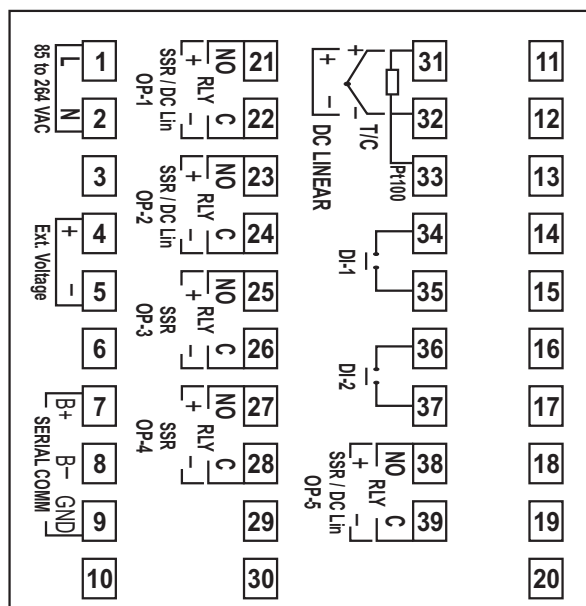 85 to 264 VAC
L
N
1
2
3
Ext. Voltage
+
−
4
5
6
SERIAL COMM
B+
B−
GND
7
8
9
10
OP-1
SSR / DC Lin
+
−
RLY
NO
C
21
22
OP-2
SSR / DC Lin
+
−
RLY
NO
C
23
24
OP-3
SSR
+
−
RLY
NO
C
25
26
OP-4
SSR
+
−
RLY
NO
C
27
28
29
30
DC LINEAR
+
−
T/C
+
−
Pt100
31
32
33
DI-1
34
35
DI-2
36
37
OP-5
SSR / DC Lin
+
−
RLY
NO
C
38
39
11
12
13
14
15
16
17
18
19
20